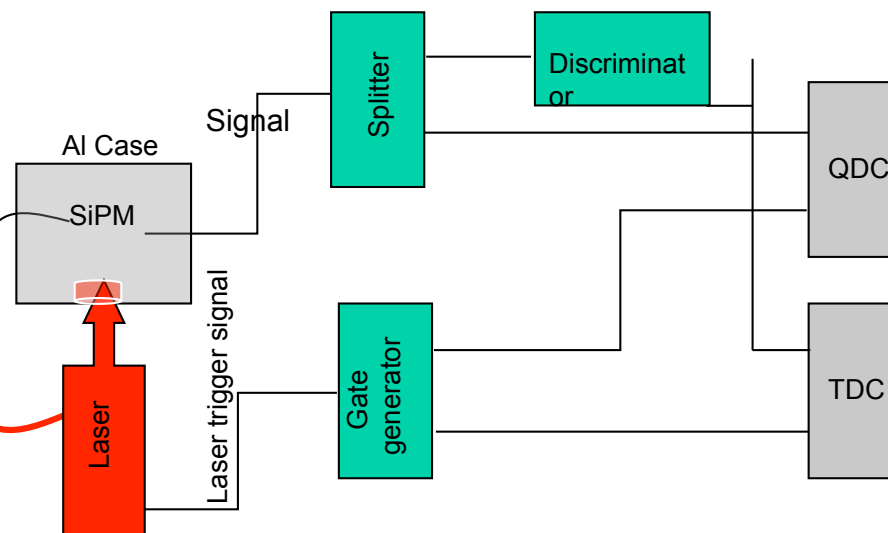 Splitter
Discriminat
or
Signal
Al Case
QDC
SiPM
Laser trigger signal
Gate
generator
TDC
Laser